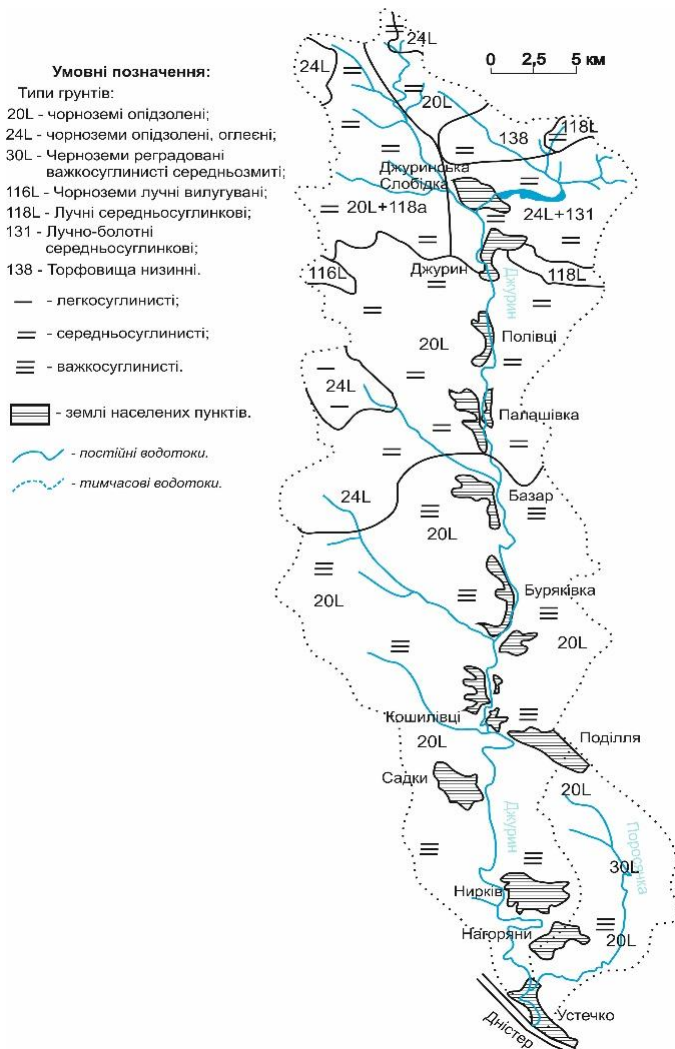 Умовні позначення:
Типи грунтів:
20L - чорноземі опідзолені;
24L - чорноземи опідзолені, оглеєні;
30L - Черноземи реградовані
важкосуглинисті середньозмиті;
116L - Чорноземи лучні вилугувані;
118L - Лучні середньосуглинкові;
131 - Лучно-болотні
середньосуглинкові;
138 - Торфовища низинні.
- легкосуглинисті;
- середньосуглинисті;
- важкосуглинисті.
- землі населених пунктів.
- постійні водотоки.
- тимчасові водотоки.
0 2,5 5 км
24L
24L
20L
138
118L
Джуринська
Слобідка
20L+118a
24L+131
Джурин
116L
118L
Джурин
Полівці
20L
24L
Палашівка
Базар
24L
20L
Буряківка
20L
20L
Кошилівці
20L
Поділля
Садки
20L
Джурин
Поросячка
30L
Нирків
Нагоряни
20L
Устечко
Дністер